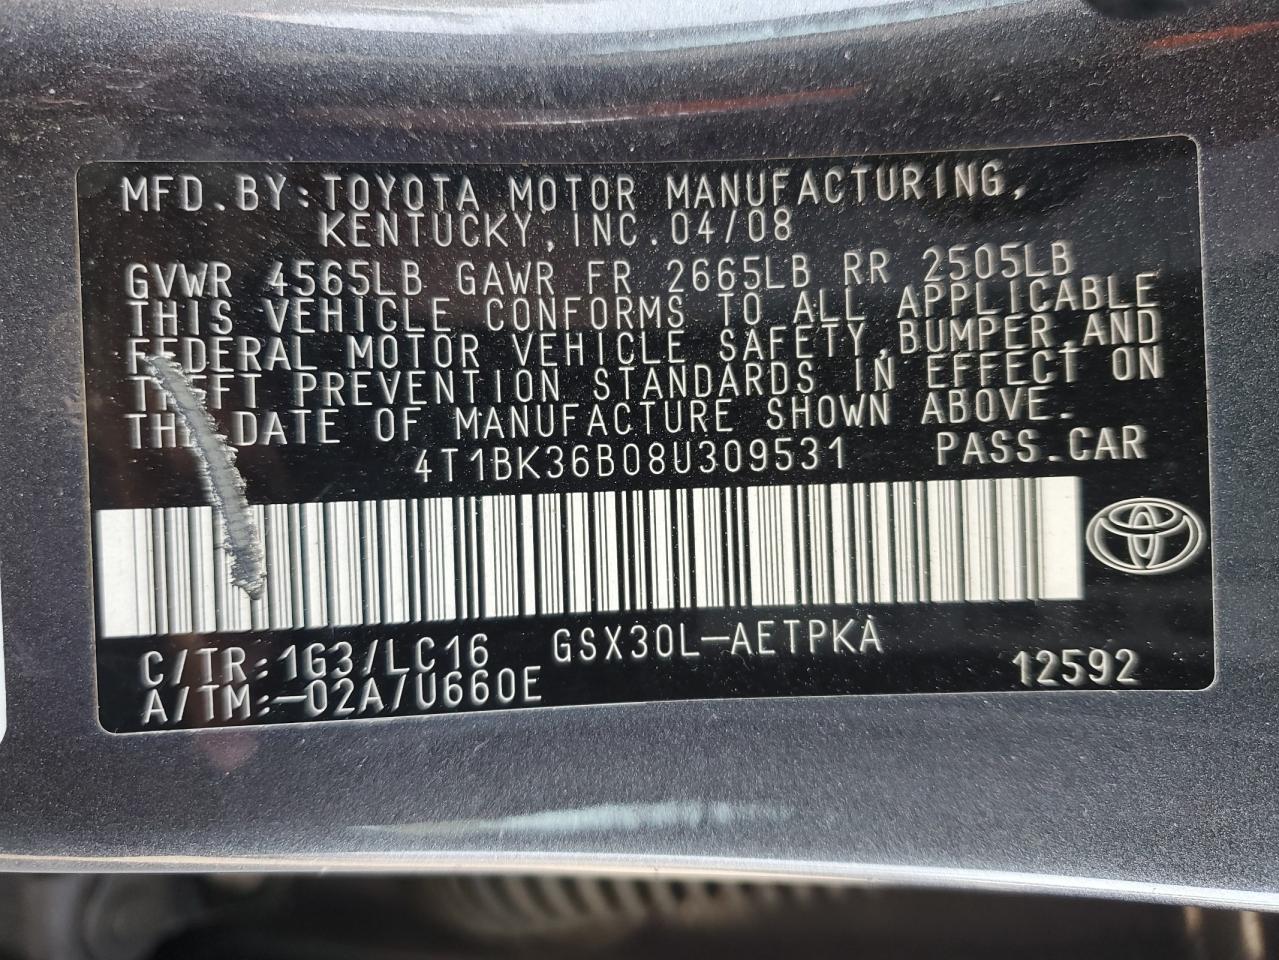 MFD.BY:TOYOTA MOTOR MANUFACTURING,
KENTUCKY,INC.04/08
GVWR 4565LB GAWR FR 2665LB RR 2505LB
THIS VEHICLE CONFORMS TO ALL APPLICABLE
FEDERAL MOTOR VEHICLE SAFETY,BUMPER,AND
THEFT PREVENTION STANDARDS IN EFFECT ON
THE DATE OF MANUFACTURE SHOWN ABOVE.
4T1BK36B08U309531 PASS.CAR
C/TR:1G3/LC16 GSX30L-AETPKA
A/TM:-02A/U660E 12592